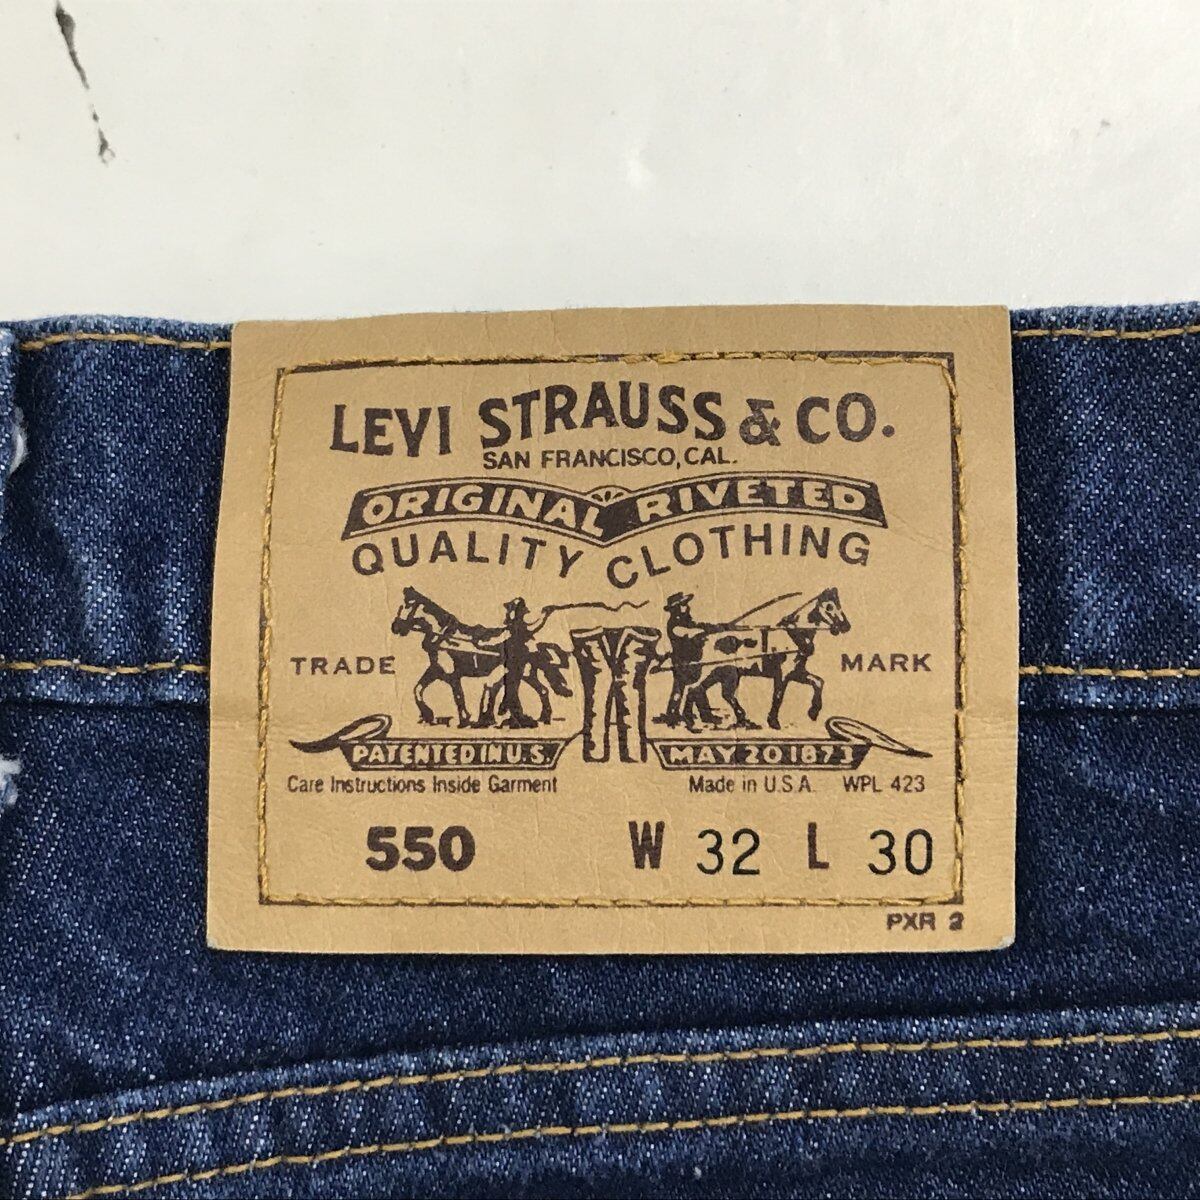 LEVI STRAUSS & CO.
SAN FRANCISCO, CAL.
ORIGINAL RIVETED
QUALITY CLOTHING
TRADE MARK
PATENTED IN U.S. MAY 20 1873
Care Instructions Inside Garment Made in U.S.A. WPL 423
550 W 32 L 30
PXR 2